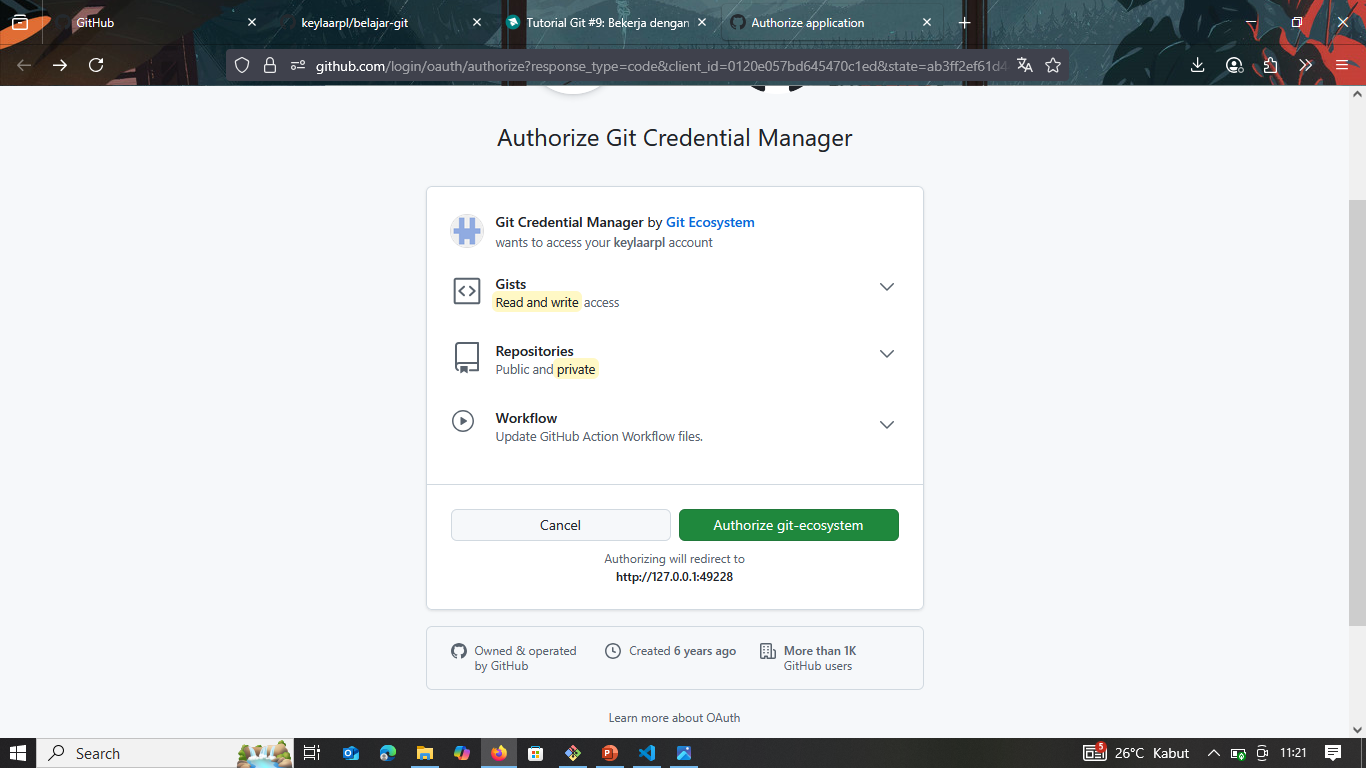 GitHub
keylaarpl/belajar-git
Tutorial Git #9: Bekerja dengan
Authorize application
github.com/login/oauth/authorize?response_type=code&client_id=0120e057bd645470c1ed&state=ab3ff2ef61d4
Authorize Git Credential Manager
Git Credential Manager by Git Ecosystem
wants to access your keylaarpl account
Gists
Read and write access
Repositories
Public and private
Workflow
Update GitHub Action Workflow files.
Cancel
Authorize git-ecosystem
Authorizing will redirect to
http://127.0.0.1:49228
Owned & operated
by GitHub
Created 6 years ago
More than 1K
GitHub users
Learn more about OAuth
Search
5
26°C Kabut
11:21